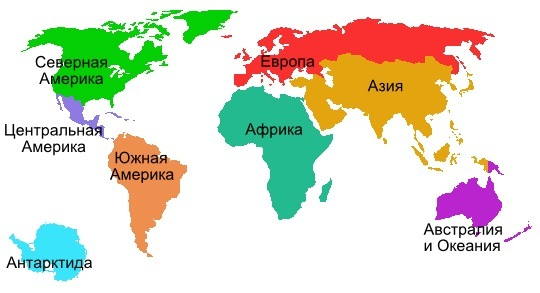 Северная
Америка
Европа
Азия
Центральная
Америка
Африка
Южная
Америка
Австралия
и Океания
Антарктида